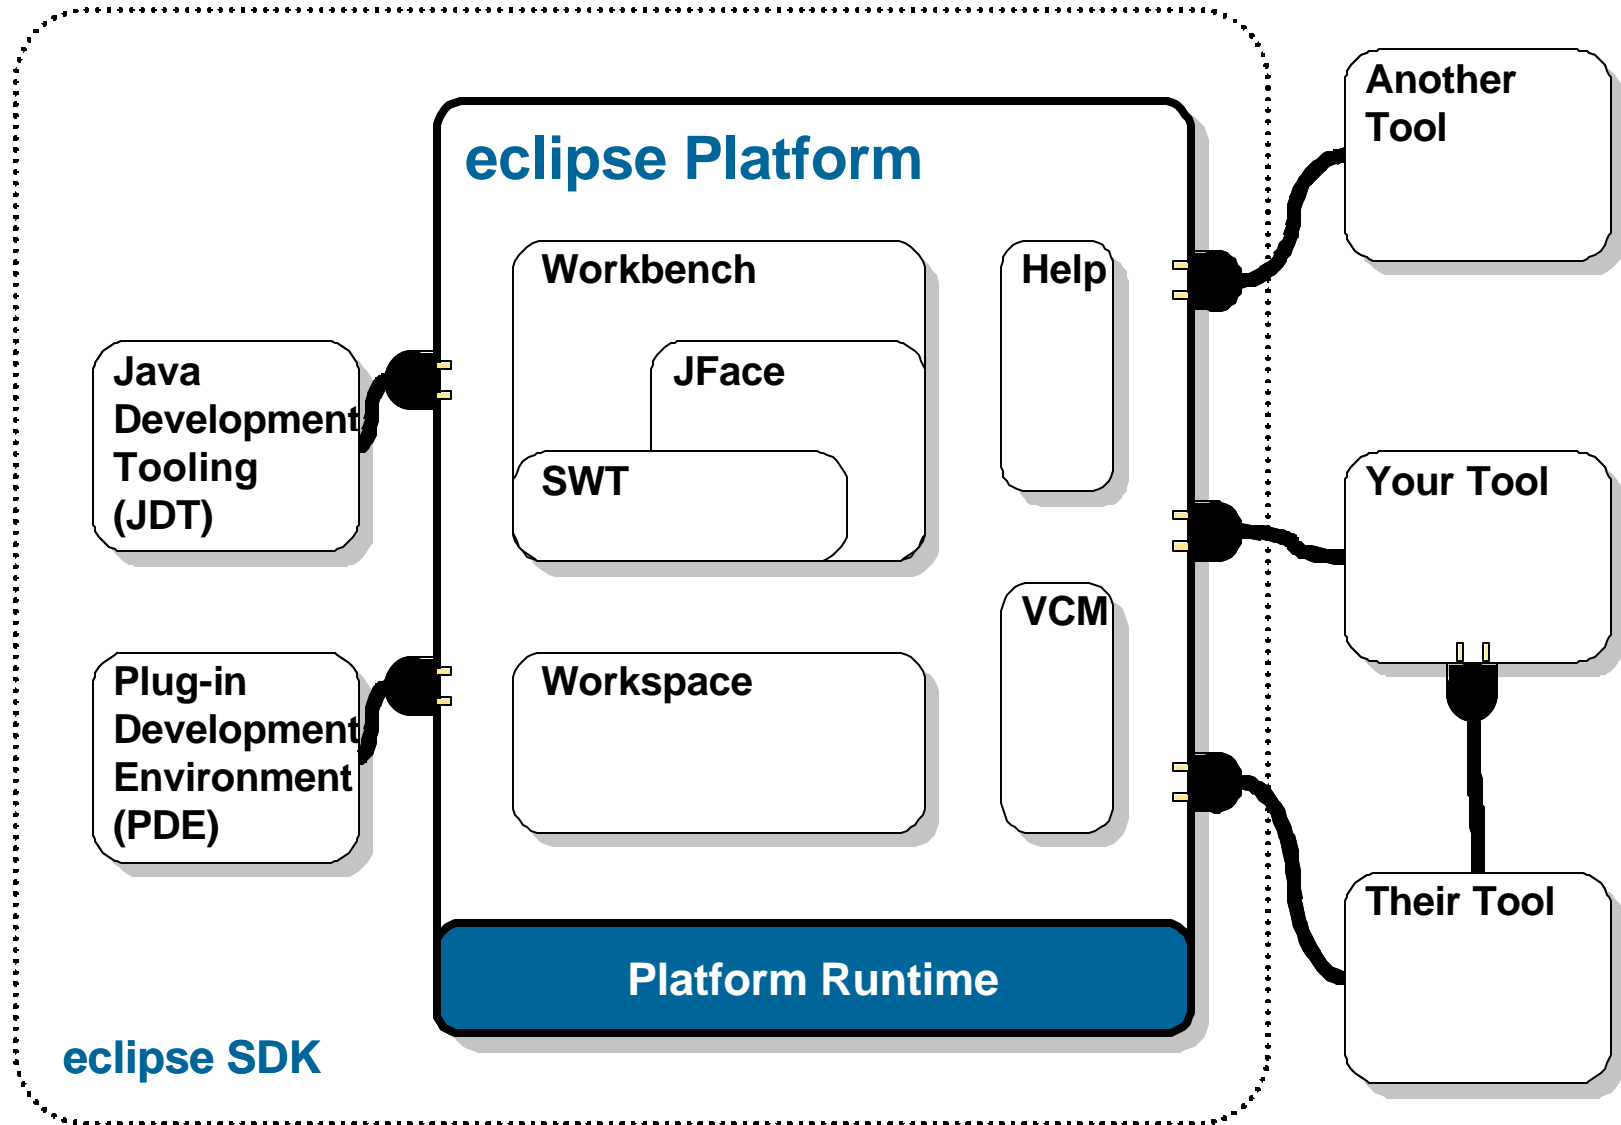 eclipse Platform
Workbench
JFace
SWT
Help
VCM
Workspace
Platform Runtime
Java
Development
Tooling
(JDT)
Plug-in
Development
Environment
(PDE)
eclipse SDK
Another
Tool
Your Tool
Their Tool